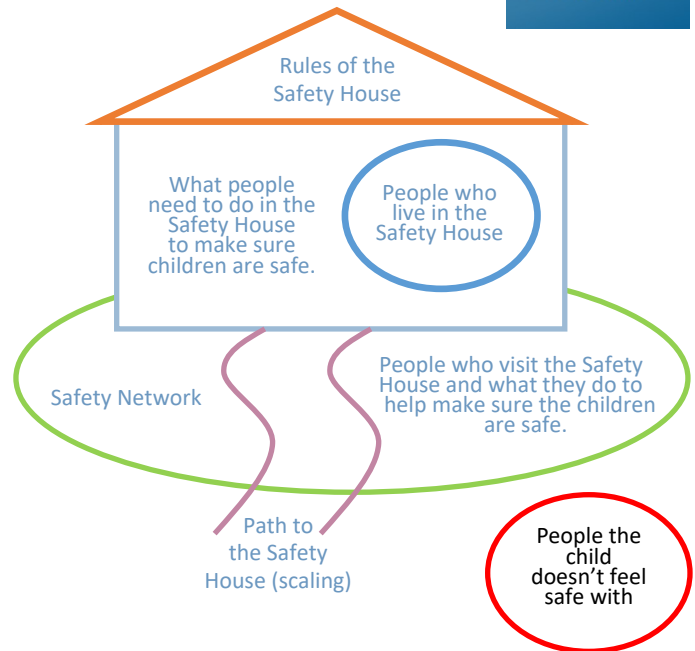 Rules of the
Safety House
What people
need to do in the
Safety House
to make sure
children are safe.
People who
live in the
Safety House
Safety Network
People who visit the Safety
House and what they do to
help make sure the children
are safe.
Path to
the Safety
House (scaling)
People the
child
doesn’t feel
safe with